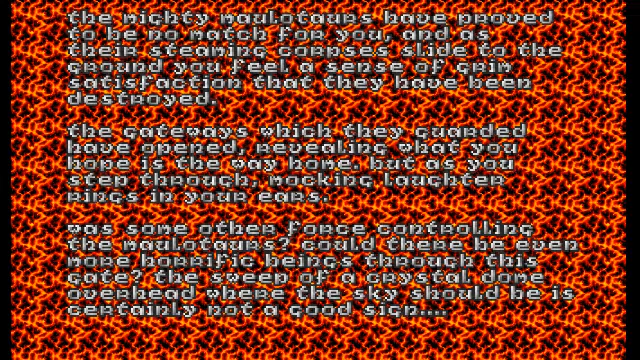 the mighty maulotaurs have proved
to be no match for you, and as
their steaming corpses slide to the
ground you feel a sense of grim
satisfaction that they have been
destroyed.
the gateways which they guarded
have opened, revealing what you
hope is the way home. but as you
step through, mocking laughter
rings in your ears.
was some other force controlling
the maulotaurs? could there be even
more horrific beings through this
gate? the sweep of a crystal dome
overhead where the sky should be is
certainly not a good sign....